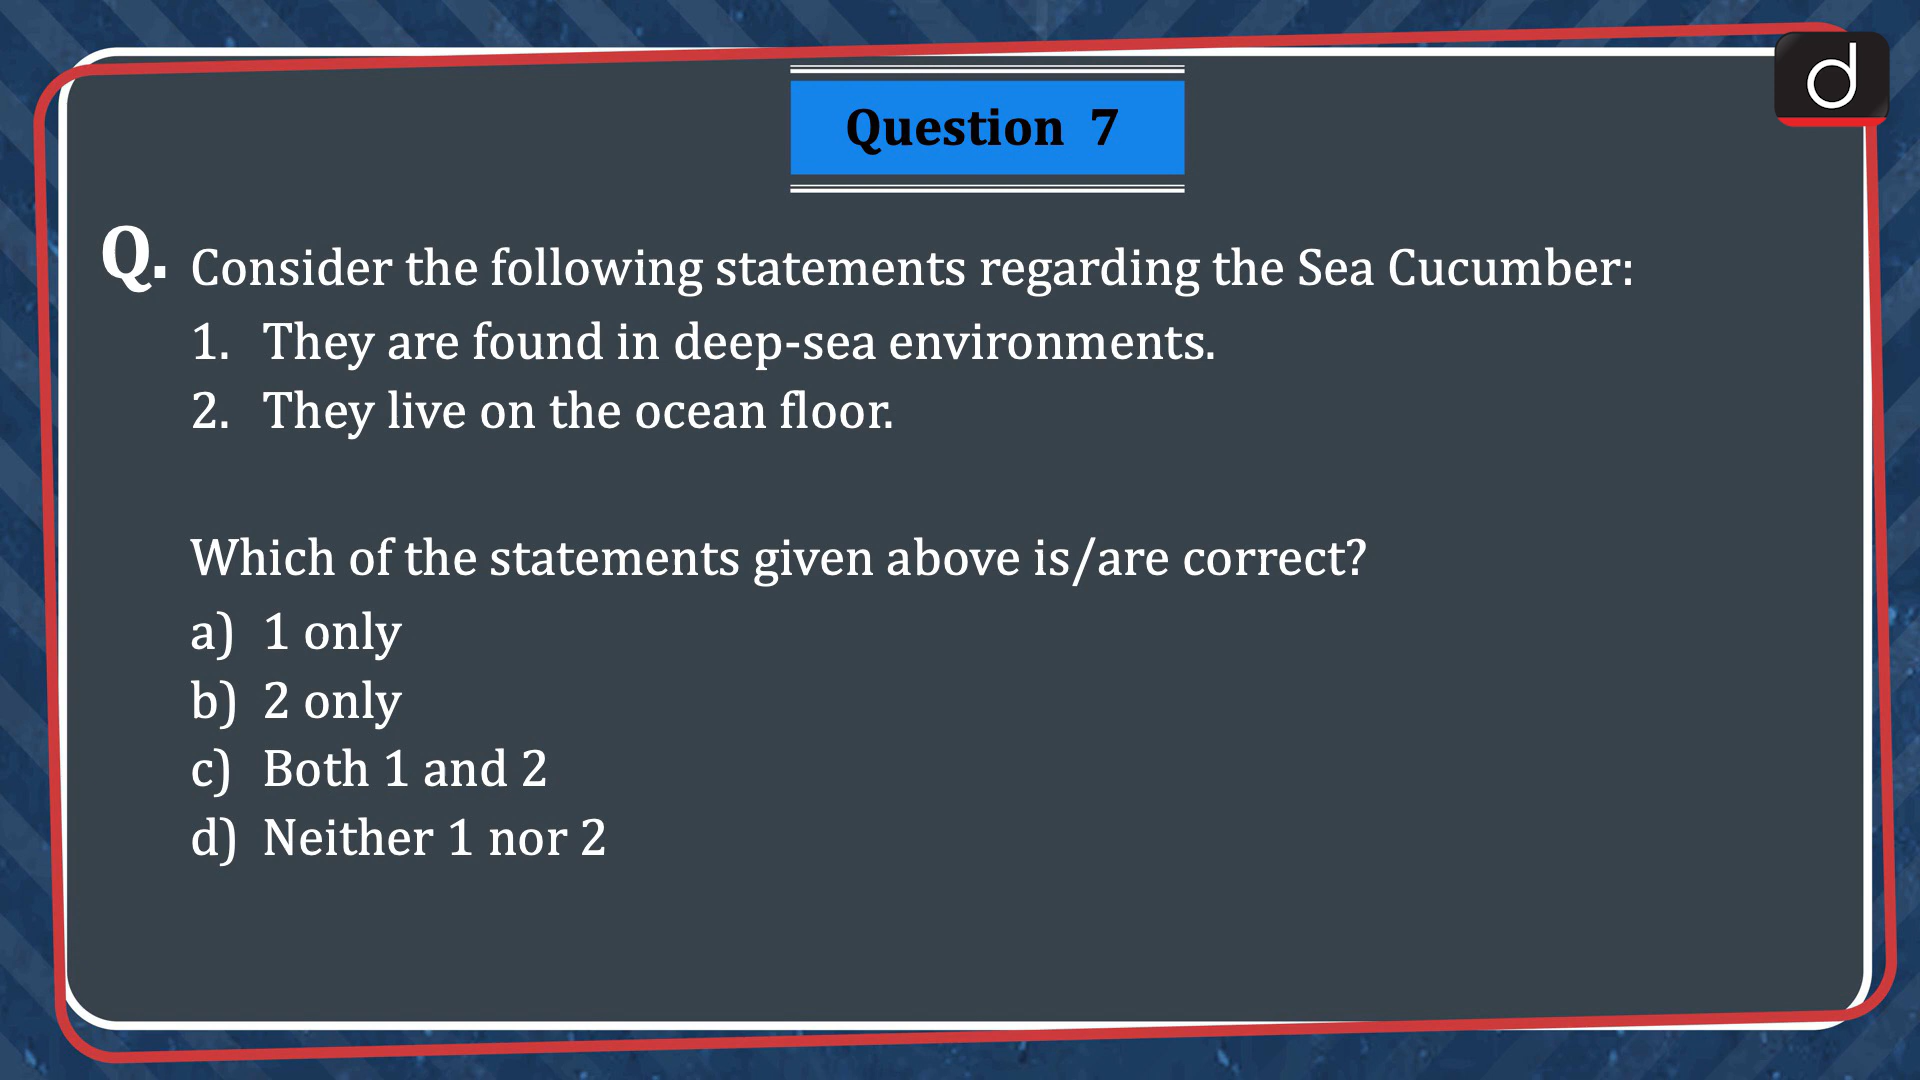 Question 7
Q. Consider the following statements regarding the Sea Cucumber:
1. They are found in deep-sea environments.
2. They live on the ocean floor.
Which of the statements given above is/are correct?
a) 1 only
b) 2 only
c) Both 1 and 2
d) Neither 1 nor 2
d